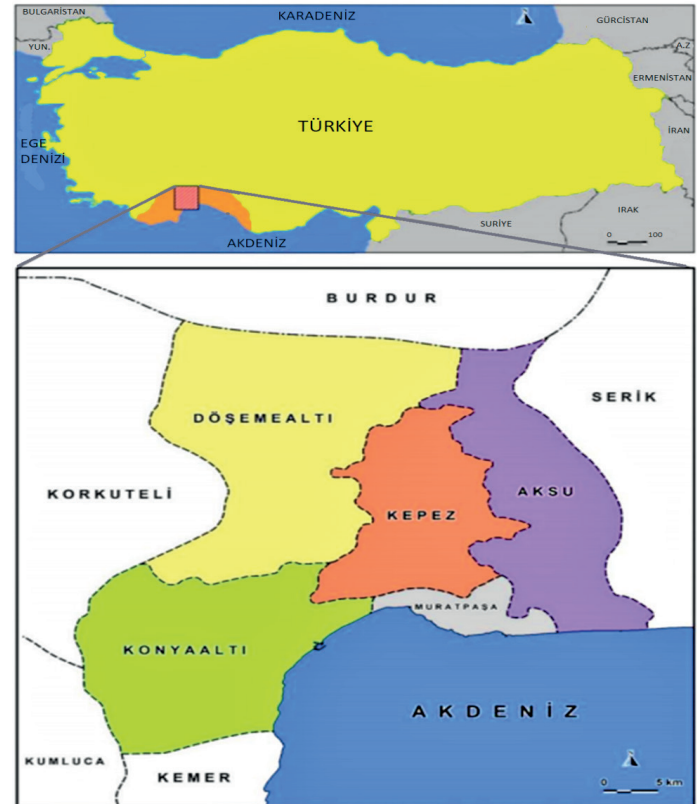 BULGARİSTAN
KARADENİZ
GÜRCİSTAN
YUN.
A.Z
ERMENİSTAN
TÜRKİYE
İRAN
EGE
DENİZİ
IRAK
SURİYE
AKDENİZ
0 100
BURDUR
SERİK
DÖŞEMEALTI
KORKUTELİ
AKSU
KEPEZ
MURATPAŞA
KONYAALTI
AKDENİZ
KUMLUCA
KEMER
0 5 km